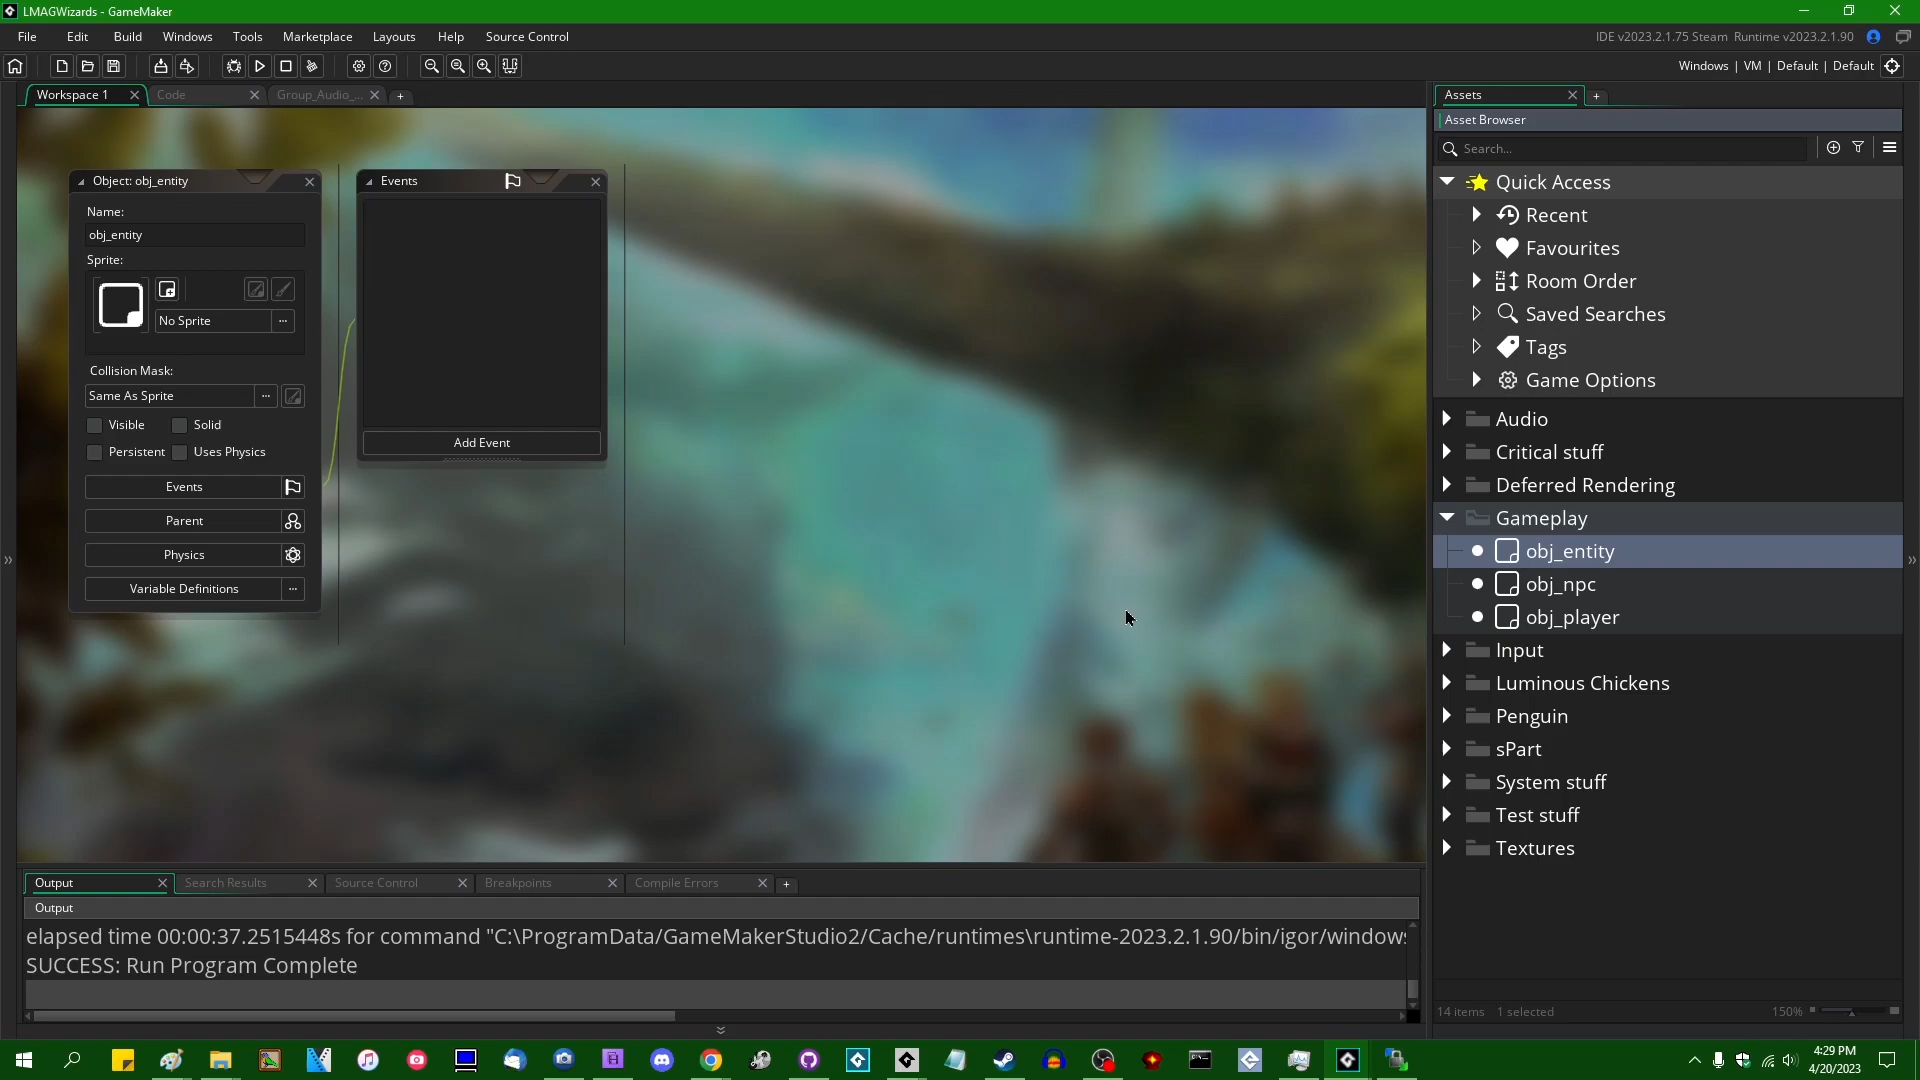 LMAGWizards - GameMaker
File Edit Build Windows Tools Marketplace Layouts Help Source Control
IDE v2023.2.1.75 Steam Runtime v2023.2.1.90
Windows | VM | Default | Default
Workspace 1
Code
Group_Audio_...
Object: obj_entity
Name:
obj_entity
Sprite:
No Sprite
...
Collision Mask:
Same As Sprite
...
Visible
Solid
Persistent
Uses Physics
Events
Parent
Physics
Variable Definitions
...
Events
Add Event
Assets
Asset Browser
Search...
Quick Access
Recent
Favourites
Room Order
Saved Searches
Tags
Game Options
Audio
Critical stuff
Deferred Rendering
Gameplay
obj_entity
obj_npc
obj_player
Input
Luminous Chickens
Penguin
sPart
System stuff
Test stuff
Textures
14 items 1 selected
150%
Output
Search Results
Source Control
Breakpoints
Compile Errors
Output
elapsed time 00:00:37.2515448s for command "C:\ProgramData/GameMakerStudio2/Cache/runtimes\runtime-2023.2.1.90/bin/igor/windows
SUCCESS: Run Program Complete
4:29 PM
4/20/2023